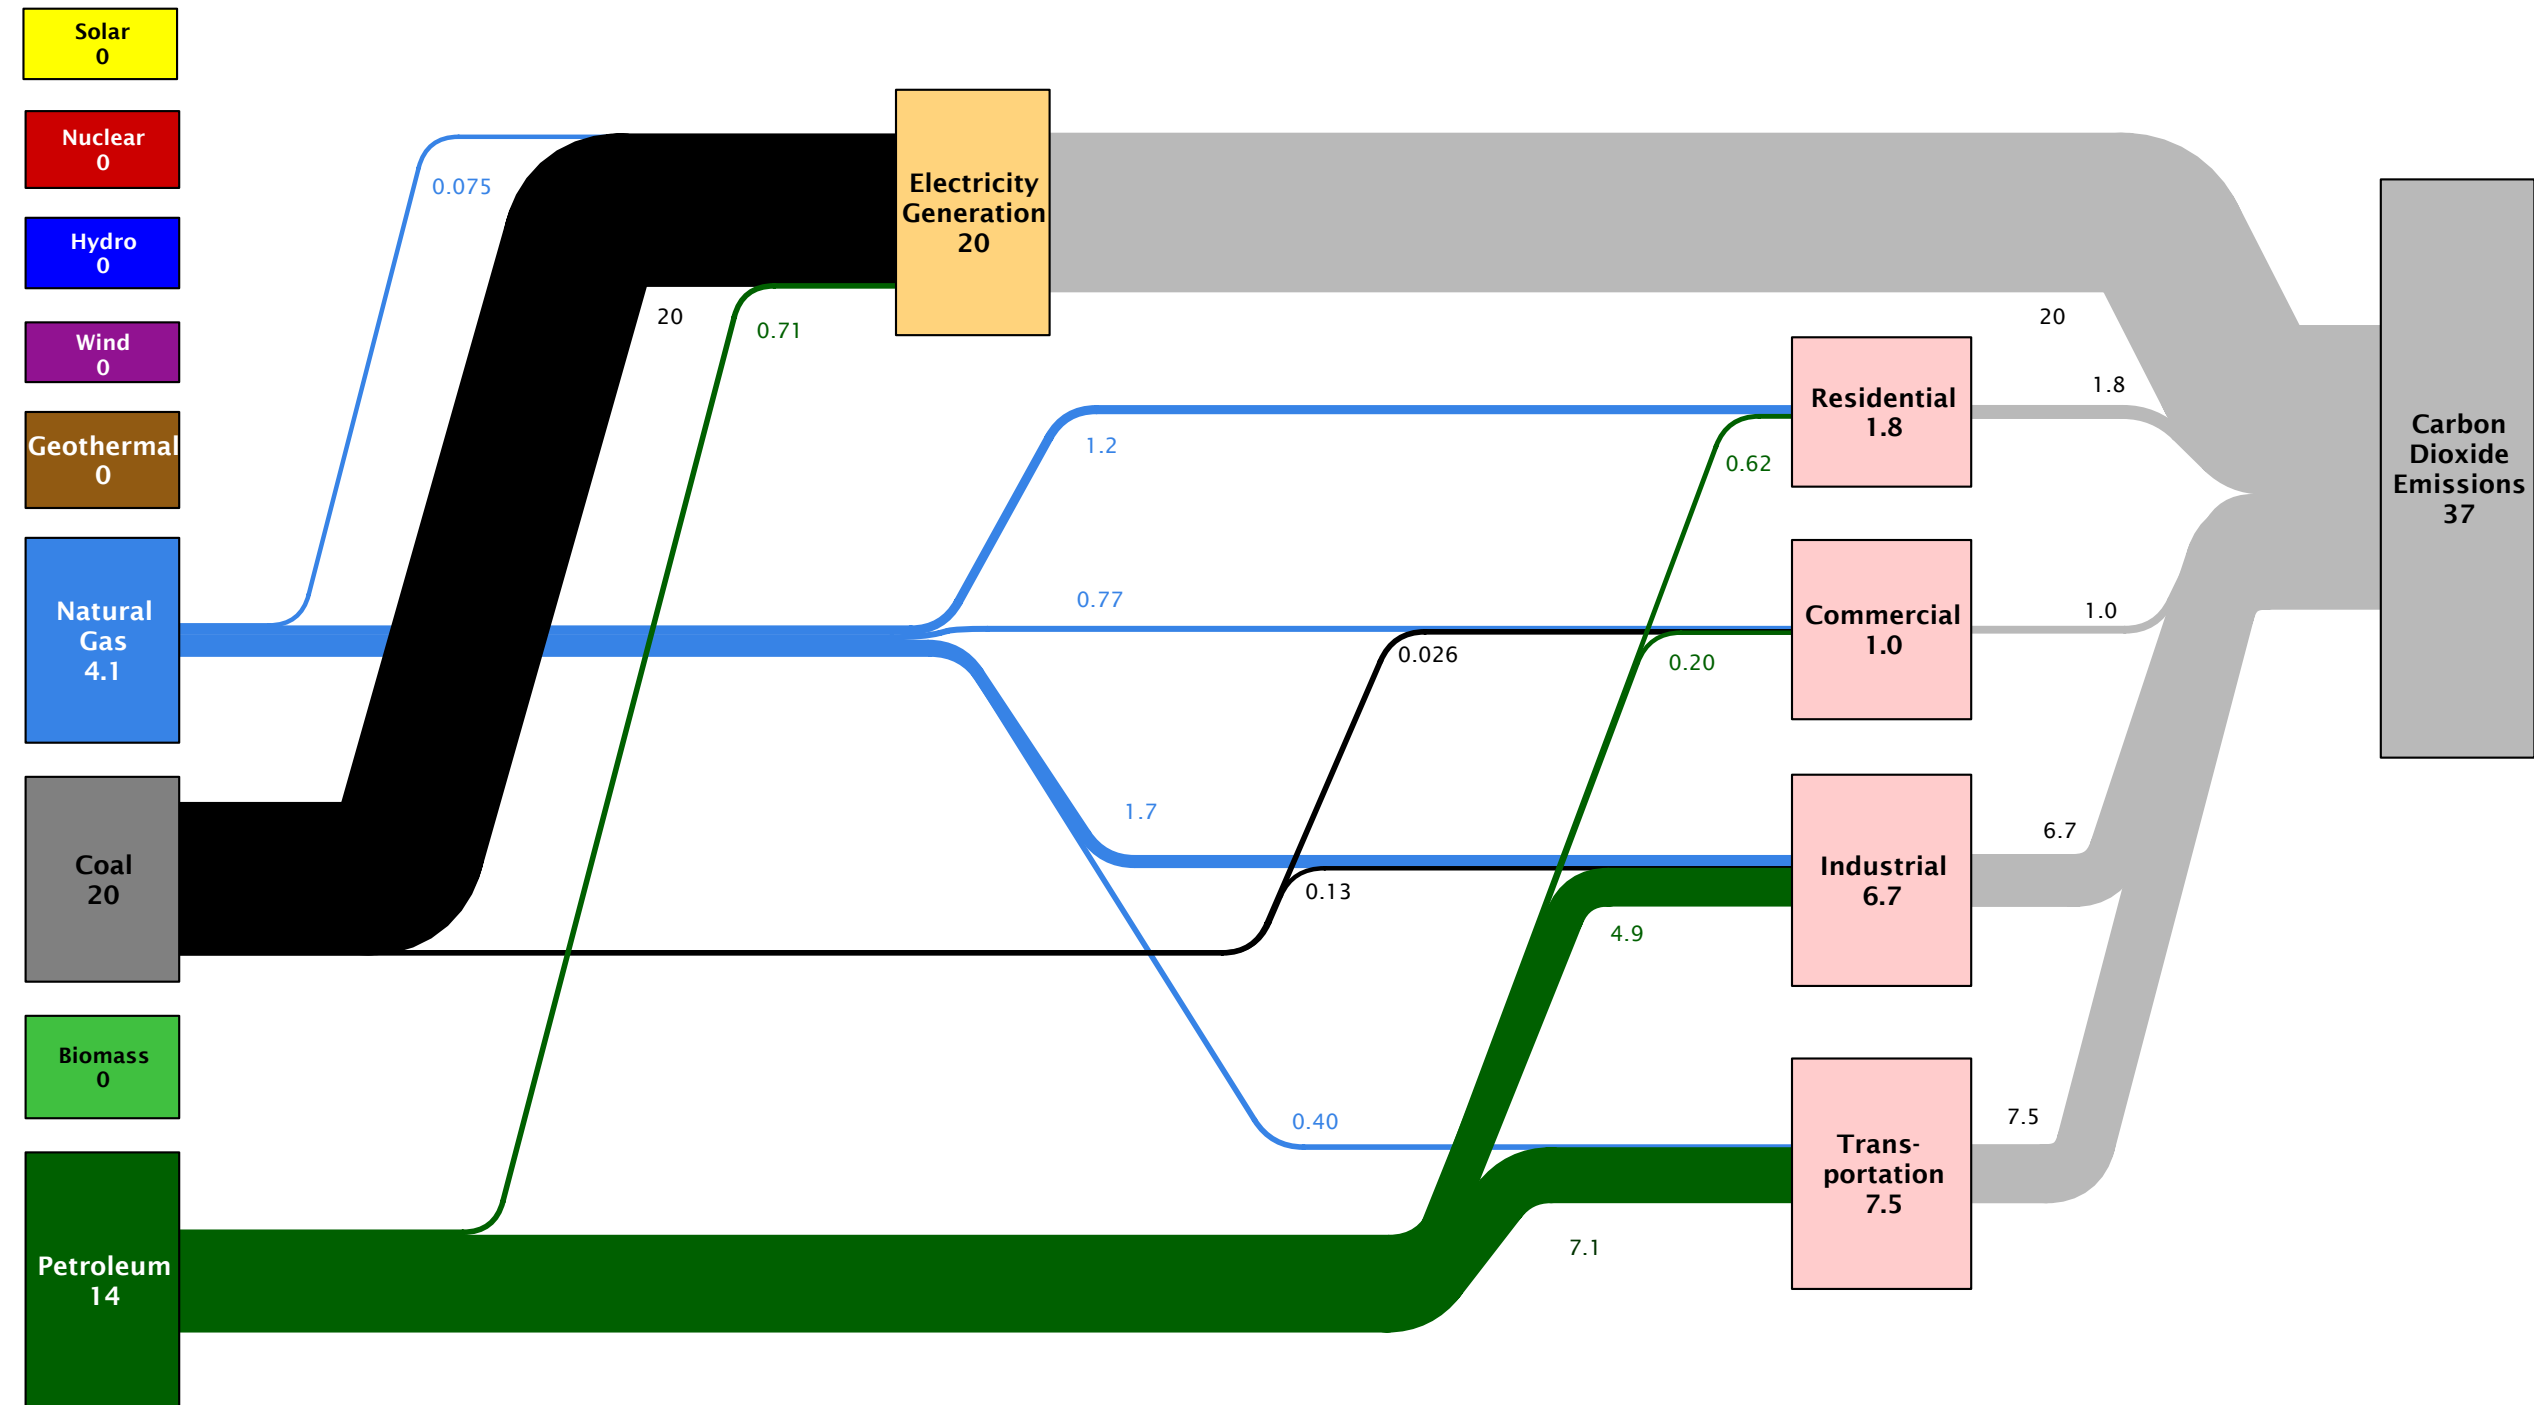 Solar
0
Nuclear
0
Hydro
0
Wind
0
Geothermal
0
Natural
Gas
4.1
Coal
20
Biomass
0
Petroleum
14
0.075
20
0.71
Electricity
Generation
20
1.2
0.77
1.7
0.40
0.026
0.13
0.62
0.20
4.9
7.1
Residential
1.8
Commercial
1.0
Industrial
6.7
Trans-
portation
7.5
20
1.8
1.0
6.7
7.5
Carbon
Dioxide
Emissions
37